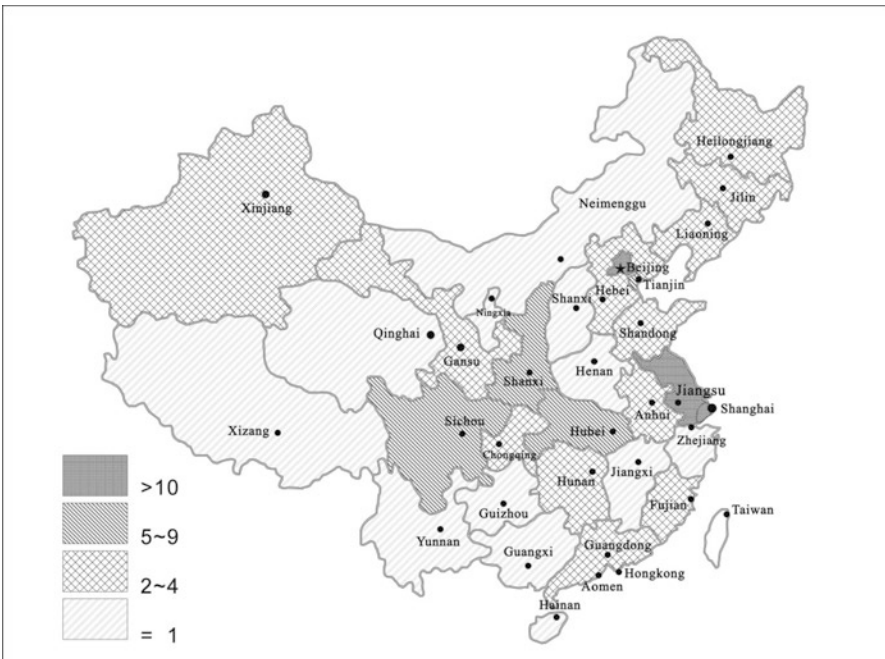 Heilongjiang
Jilin
Xinjiang
Neimenggu
Liaoning
Beijing
Tianjin
Hebei
Shanxi
Ningxia
Shandong
Qinghai
Gansu
Henan
Shanxi
Jiangsu
Shanghai
Anhui
Sichou
Hubei
Xizang
Zhejiang
Chongqing
Hunan
Jiangxi
>10
Guizhou
Fujian
Taiwan
5~9
Yunnan
Guangxi
Guangdong
Hongkong
2~4
Aomen
Hainan
= 1